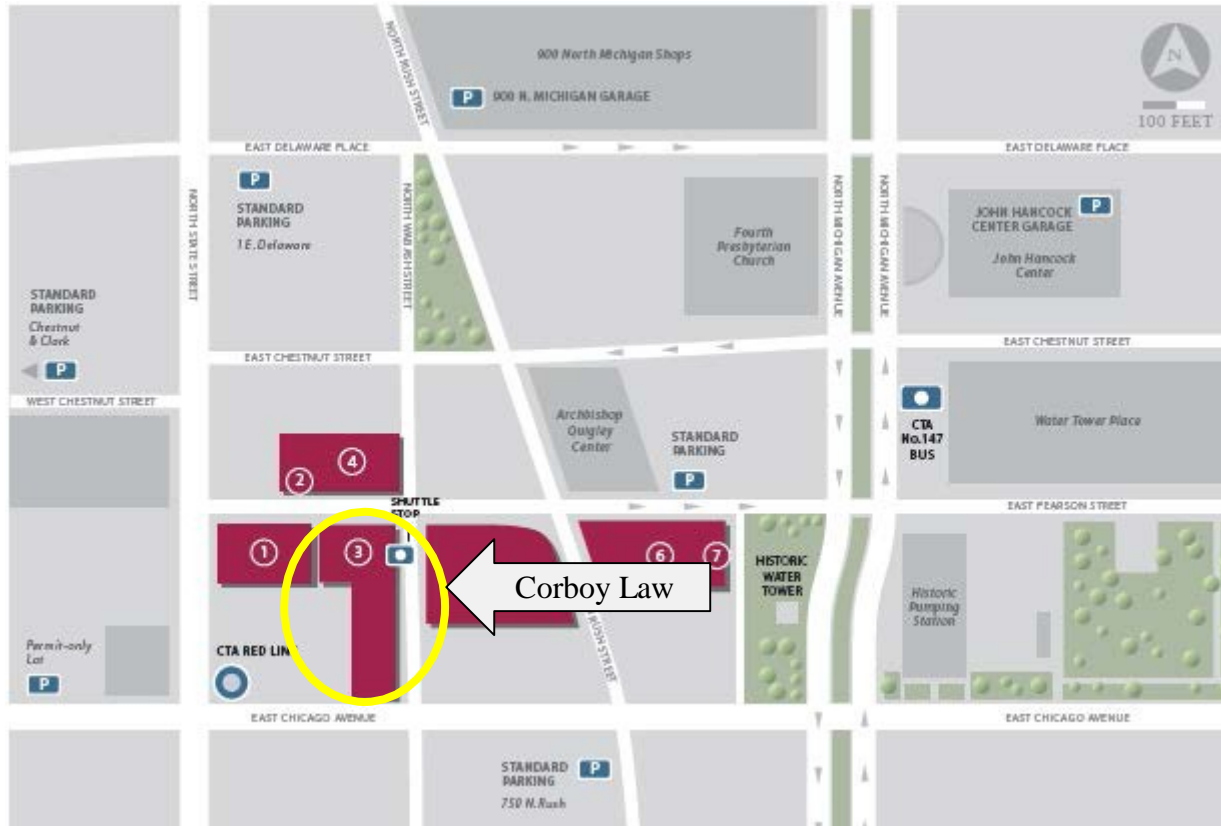 900 North Michigan Shops
P 900 N. MICHIGAN GARAGE
N
100 FEET
NORTH RUSH STREET
EAST DELAWARE PLACE
EAST DELAWARE PLACE
P
STANDARD
PARKING
1 E. Delaware
NORTH STATE STREET
NORTH WABASH STREET
Fourth
Presbyterian
Church
NORTH MICHIGAN AVENUE
NORTH MICHIGAN AVENUE
JOHN HANCOCK
CENTER GARAGE
P
John Hancock
Center
STANDARD
PARKING
Chestnut
& Clark
P
EAST CHESTNUT STREET
EAST CHESTNUT STREET
WEST CHESTNUT STREET
Archbishop
Quigley
Center
STANDARD
PARKING
P
CTA
No.147
BUS
Water Tower Place
4
2
SHUTTLE
STOP
EAST PEARSON STREET
1
3
6
7
Corboy Law
HISTORIC
WATER
TOWER
Historic
Pumping
Station
RUSH STREET
Permit-only
Lot
P
CTA RED LINE
EAST CHICAGO AVENUE
EAST CHICAGO AVENUE
STANDARD
PARKING
P
750 N. Rush